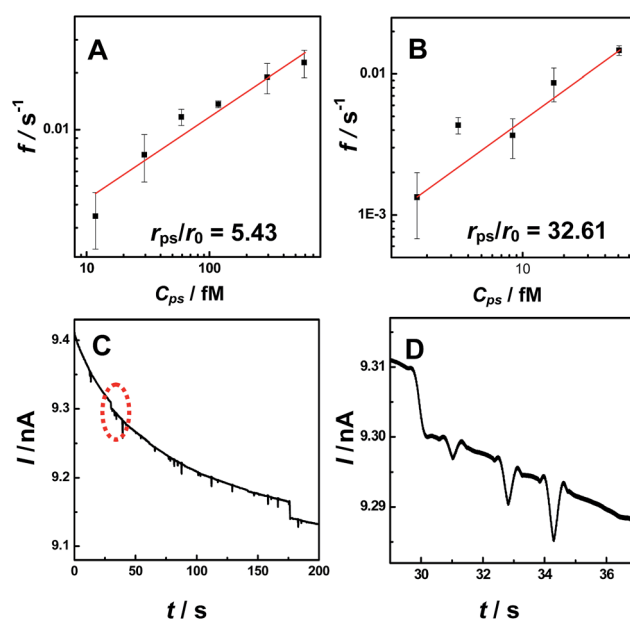 A
f / s⁻¹
0.01
r_ps/r_0 = 5.43
10
100
C_ps / fM
B
f / s⁻¹
0.01
1E-3
r_ps/r_0 = 32.61
10
C_ps / fM
C
I / nA
9.4
9.3
9.2
9.1
0
50
100
150
200
t / s
D
I / nA
9.31
9.30
9.29
30
32
34
36
t / s